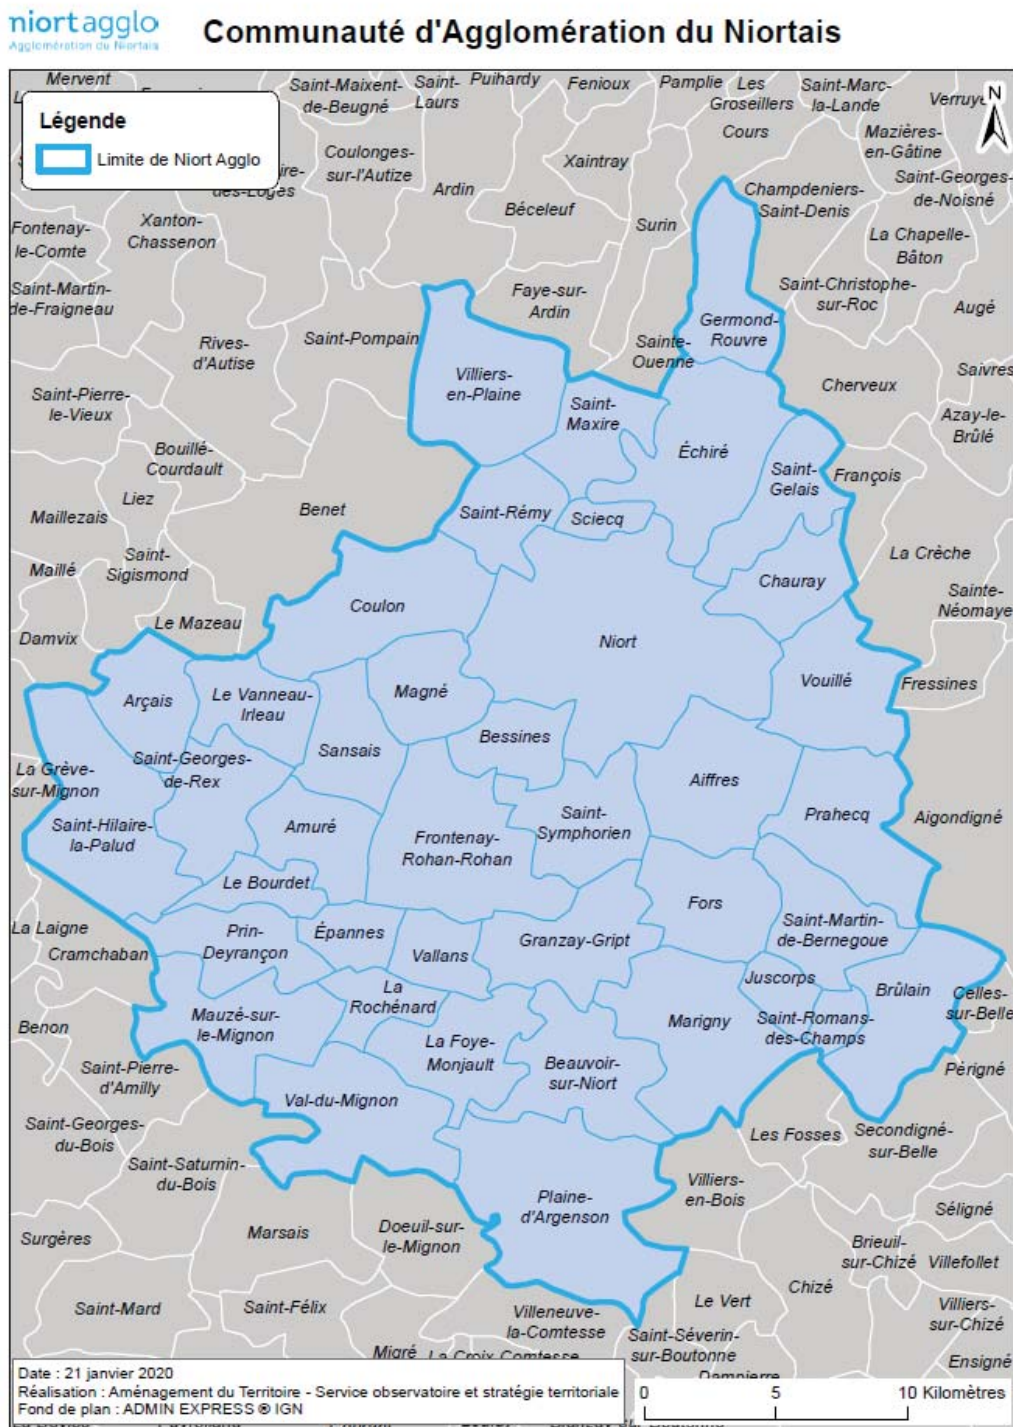 niortagglo
Agglomération du Niortais
Communauté d'Agglomération du Niortais
Mervent
Saint-Maixent-
de-Beugné
Saint-
Laurs
Puihardy
Fenioux
Pamplie
Les
Groseillers
Saint-Marc-
la-Lande
Verruye
N
Légende
Limite de Niort Agglo
des-Loges
Coulonges-
sur-l'Autize
Ardin
Xaintray
Cours
Mazières-
en-Gâtine
Saint-Georges-
de-Noisné
Fontenay-
le-Comte
Xanton-
Chassenon
Béceleuf
Surin
Champdeniers-
Saint-Denis
La Chapelle-
Bâton
Saint-Martin-
de-Fraigneau
Faye-sur-
Ardin
Saint-Christophe-
sur-Roc
Augé
Rives-
d'Autise
Saint-Pompain
Sainte-
Ouenne
Germond-
Rouvre
Saint-Pierre-
le-Vieux
Villiers-
en-Plaine
Saint-
Maxire
Cherveux
Saivres
Azay-le-
Brûlé
Bouillé-
Courdault
Échiré
Saint-
Gelais
François
Maillezais
Liez
Benet
Saint-Rémy
Sciecq
La Crèche
Maillé
Saint-
Sigismond
Chauray
Sainte-
Néomaye
Damvix
Le Mazeau
Coulon
Niort
Arçais
Le Vanneau-
Irleau
Magné
Vouillé
Fressines
La Grève-
sur-Mignon
Saint-Georges-
de-Rex
Sansais
Bessines
Aiffres
Saint-Hilaire-
la-Palud
Amuré
Frontenay-
Rohan-Rohan
Saint-
Symphorien
Prahecq
Aigondigné
Le Bourdet
Fors
La Laigne
Cramchaban
Prin-
Deyrançon
Épannes
Vallans
Granzay-Gript
Saint-Martin-
de-Bernegoue
Benon
Mauzé-sur-
le-Mignon
La
Rochénard
Juscorps
Brûlain
Celles-
sur-Belle
La Foye-
Monjault
Marigny
Saint-Romans-
des-Champs
Saint-Pierre-
d'Amilly
Beauvoir-
sur-Niort
Périgné
Saint-Georges-
du-Bois
Val-du-Mignon
Les Fosses
Secondigné-
sur-Belle
Saint-Saturnin-
du-Bois
Plaine-
d'Argenson
Villiers-
en-Bois
Séligné
Surgères
Marsais
Doeuil-sur-
le-Mignon
Brieuil-
sur-Chizé
Villefollet
Saint-Mard
Saint-Félix
Villeneuve-
la-Comtesse
Le Vert
Chizé
Villiers-
sur-Chizé
Migré
La Croix Comtesse
Saint-Séverin-
sur-Boutonne
Dampierre
Ensigné
Date : 21 janvier 2020
Réalisation : Aménagement du Territoire - Service observatoire et stratégie territoriale
Fond de plan : ADMIN EXPRESS ® IGN
0 5 10 Kilomètres